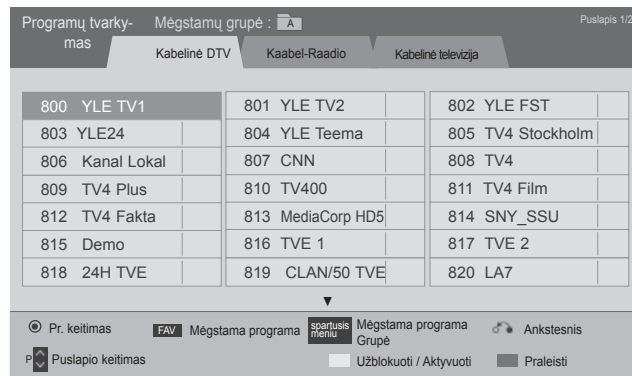 Programų tvarky-
mas
Mėgstamų grupė : A
Puslapis 1/2
Kabelinė DTV Kaabel-Raadio Kabelinė televizija
800 YLE TV1 801 YLE TV2 802 YLE FST
803 YLE24 804 YLE Teema 805 TV4 Stockholm
806 Kanal Lokal 807 CNN 808 TV4
809 TV4 Plus 810 TV400 811 TV4 Film
812 TV4 Fakta 813 MediaCorp HD5 814 SNY_SSU
815 Demo 816 TVE 1 817 TVE 2
818 24H TVE 819 CLAN/50 TVE 820 LA7
Pr. keitimas
FAV Mėgstama programa
spartusis
meniu
Mėgstama programa
Grupė
Ankstesnis
P Puslapio keitimas
Užblokuoti / Aktyvuoti
Praleisti